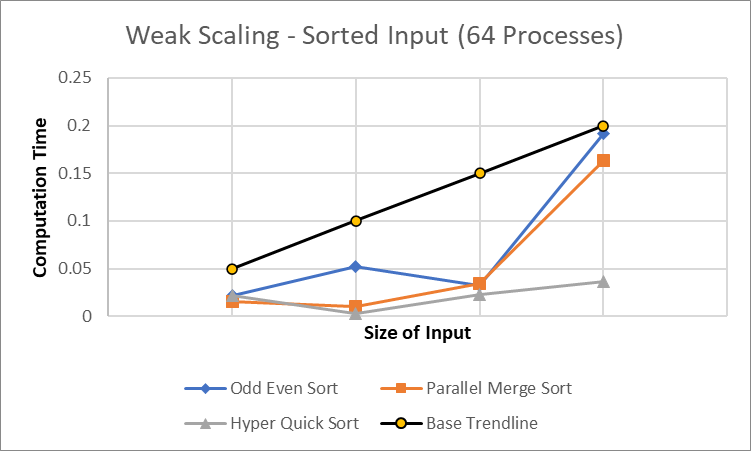 Weak Scaling - Sorted Input (64 Processes)
0.25
0.2
0.15
0.1
0.05
0
Computation Time
Size of Input
Odd Even Sort
Parallel Merge Sort
Hyper Quick Sort
Base Trendline